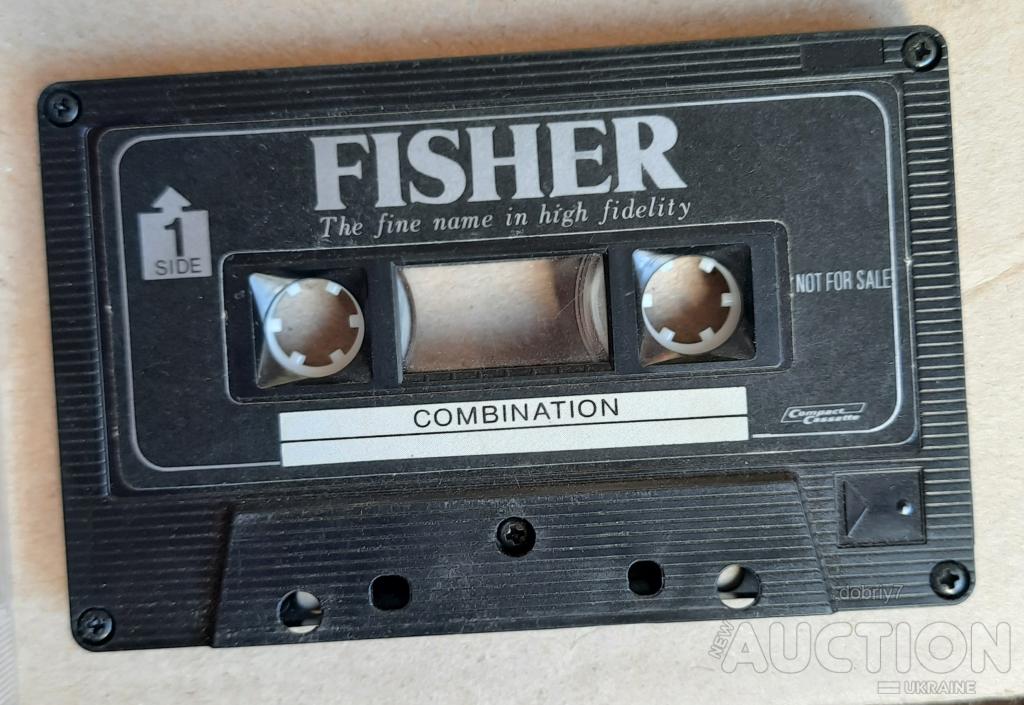 FISHER
The fine name in high fidelity
1
SIDE
NOT FOR SALE
COMBINATION
Compact
Cassette
dobriy7
NEW
AUCTION
UKRAINE